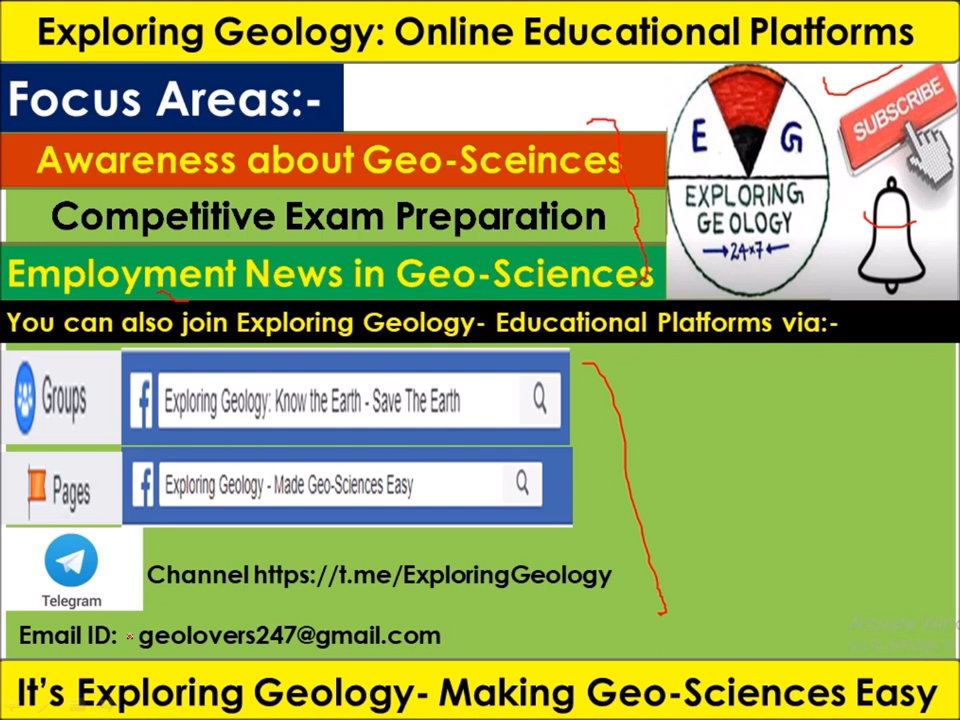 Exploring Geology: Online Educational Platforms
Focus Areas:-
Awareness about Geo-Sceinces
Competitive Exam Preparation
Employment News in Geo-Sciences
E G
EXPLORING
GEOLOGY
24x7
SUBSCRIBE
You can also join Exploring Geology- Educational Platforms via:-
Groups
Exploring Geology: Know the Earth - Save The Earth
Pages
Exploring Geology - Made Geo-Sciences Easy
Telegram
Channel https://t.me/ExploringGeology
Email ID: geolovers247@gmail.com
It's Exploring Geology- Making Geo-Sciences Easy